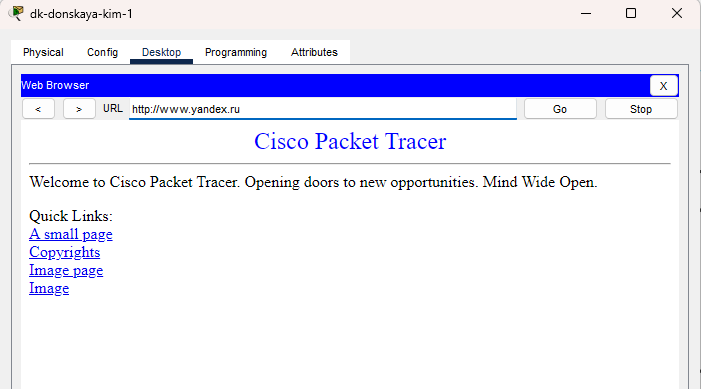 dk-donskaya-kim-1
Physical Config Desktop Programming Attributes
Web Browser X
< > URL http://www.yandex.ru Go Stop
Cisco Packet Tracer
Welcome to Cisco Packet Tracer. Opening doors to new opportunities. Mind Wide Open.
Quick Links:
A small page
Copyrights
Image page
Image